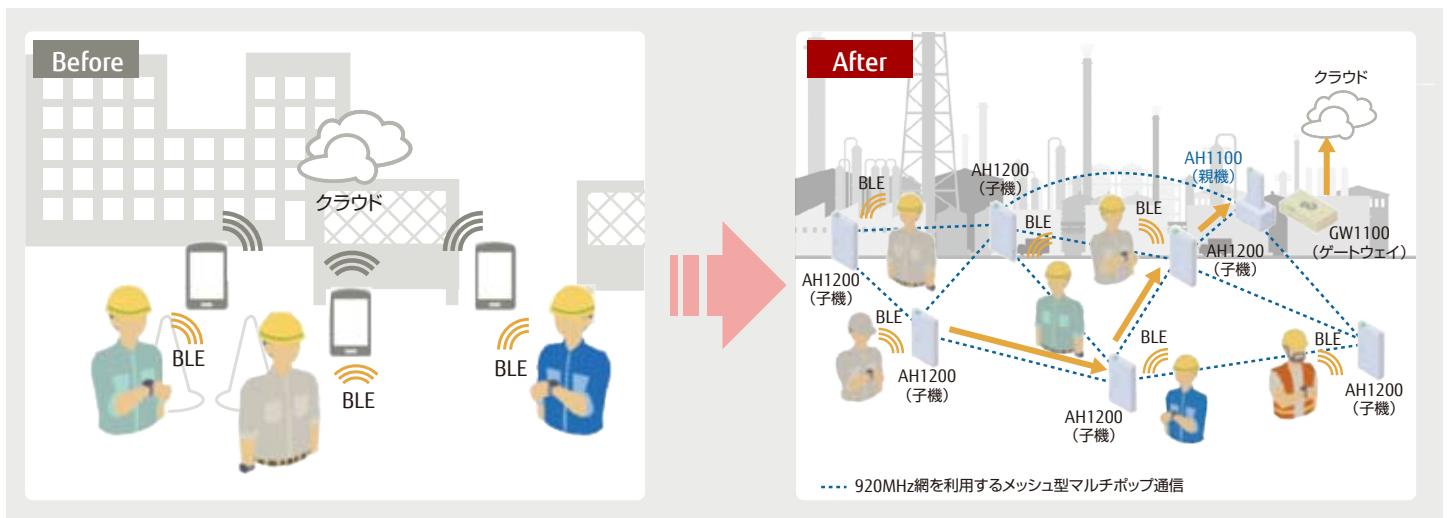 Before
クラウド
BLE
BLE
BLE
After
クラウド
AH1100
(親機)
AH1200
(子機)
BLE
BLE
BLE
GW1100
(ゲートウェイ)
AH1200
(子機)
AH1200
(子機)
BLE
BLE
BLE
AH1200
(子機)
AH1200
(子機)
AH1200
(子機)
920MHz網を利用するメッシュ型マルチポップ通信